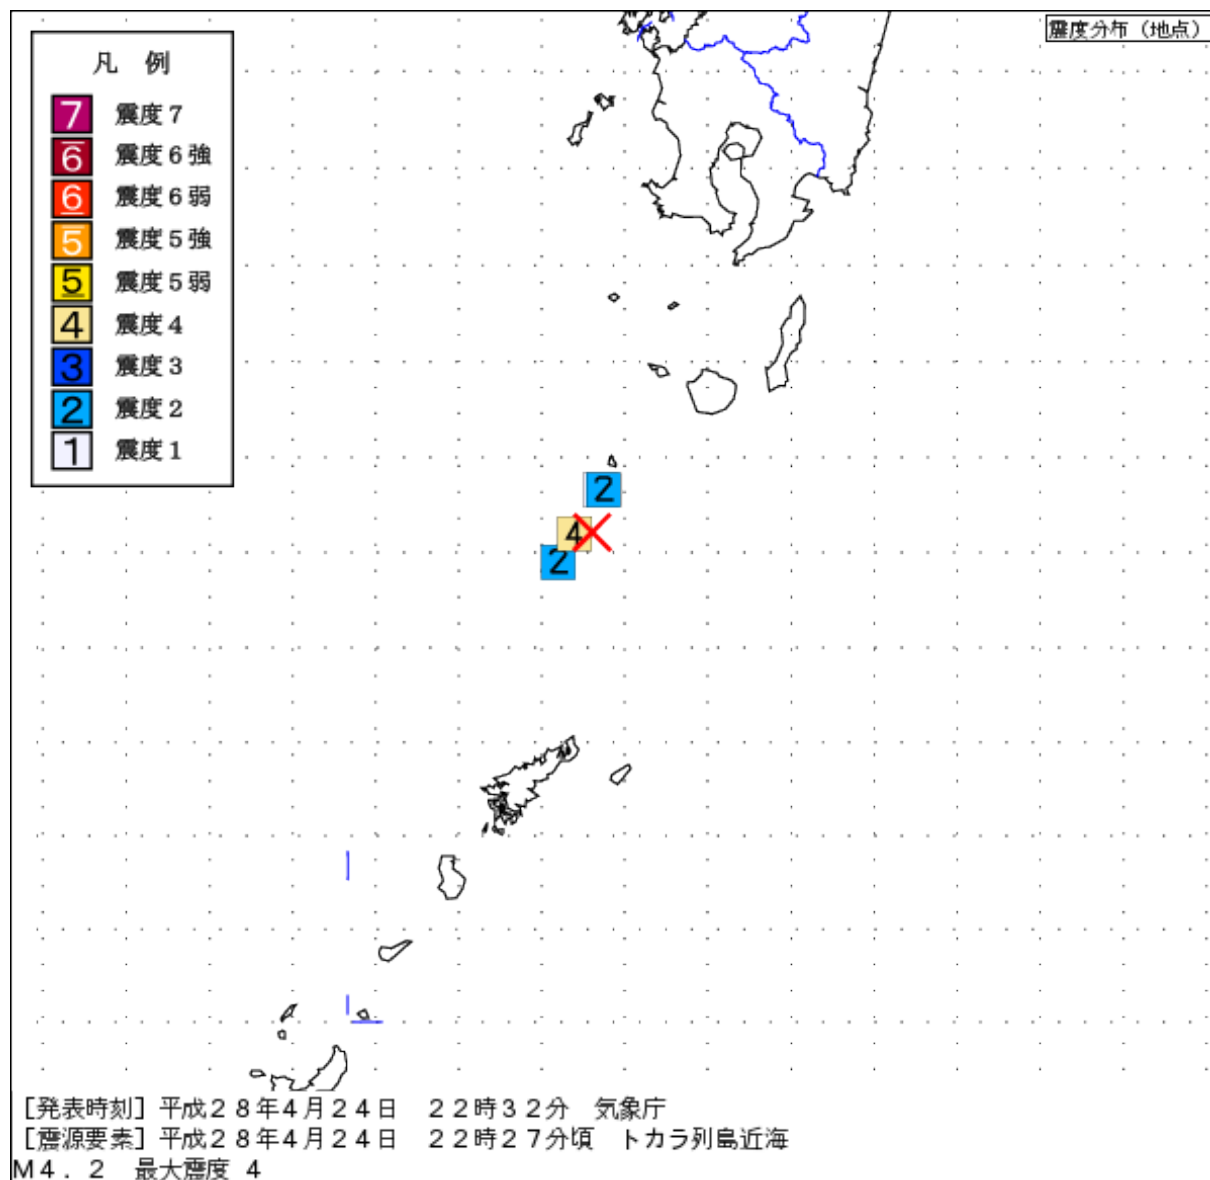 震度分布（地点）
凡　例
7 震度７
6 震度６強
6 震度６弱
5 震度５強
5 震度５弱
4 震度４
3 震度３
2 震度２
1 震度１
2
4
2
［発表時刻］平成２８年４月２４日　２２時３２分　気象庁
［震源要素］平成２８年４月２４日　２２時２７分頃　トカラ列島近海
Ｍ４．２　最大震度 ４